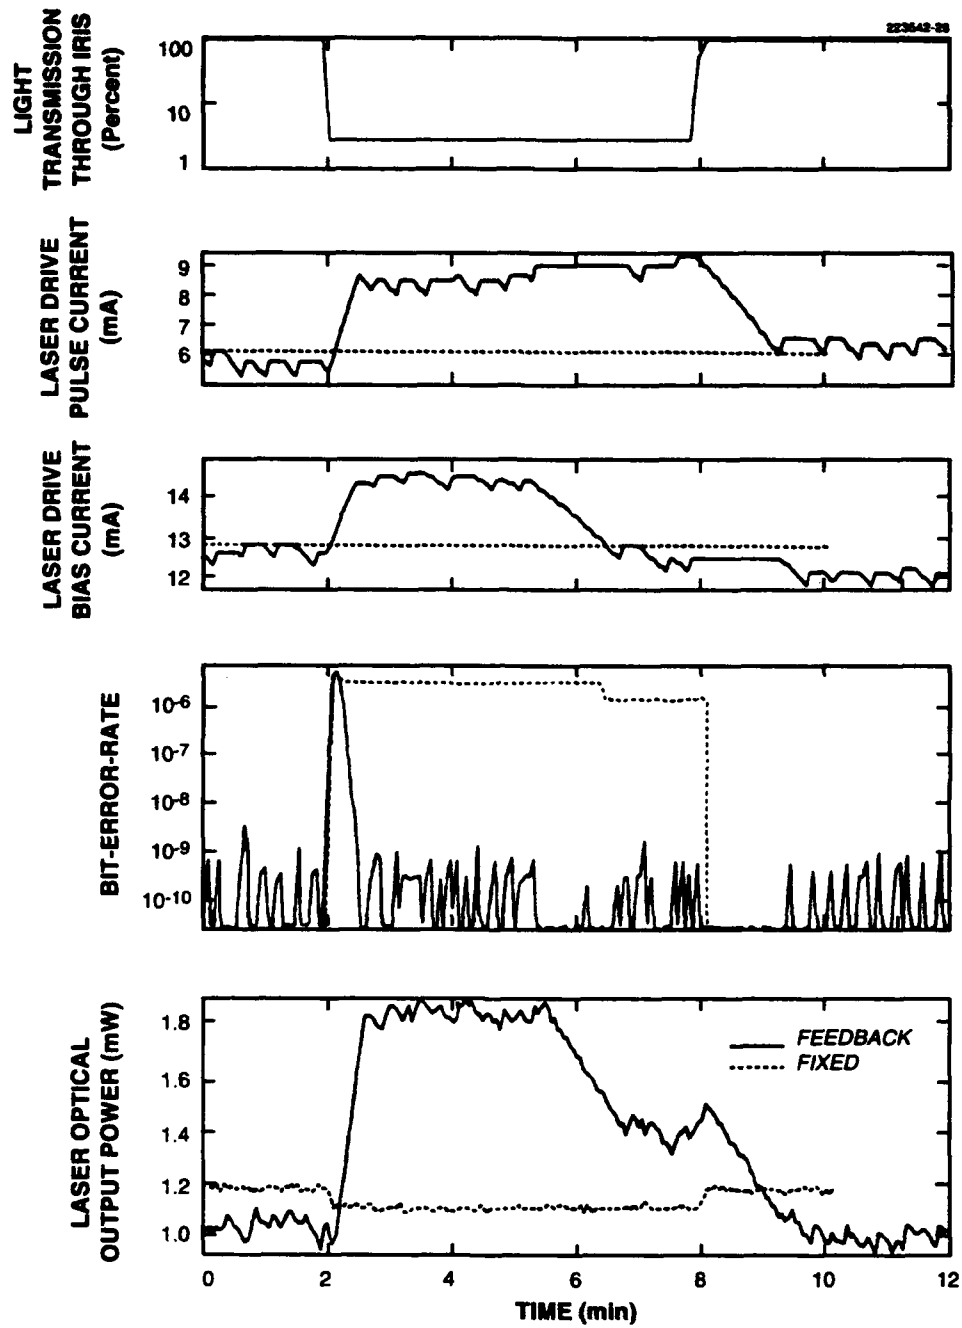 223542-28
LIGHT
TRANSMISSION
THROUGH IRIS
(Percent)
100
10
1
LASER DRIVE
PULSE CURRENT
(mA)
9
8
7
6
LASER DRIVE
BIAS CURRENT
(mA)
14
13
12
BIT-ERROR-RATE
10-6
10-7
10-8
10-9
10-10
LASER OPTICAL
OUTPUT POWER (mW)
1.8
1.6
1.4
1.2
1.0
FEEDBACK
FIXED
0 2 4 6 8 10 12
TIME (min)